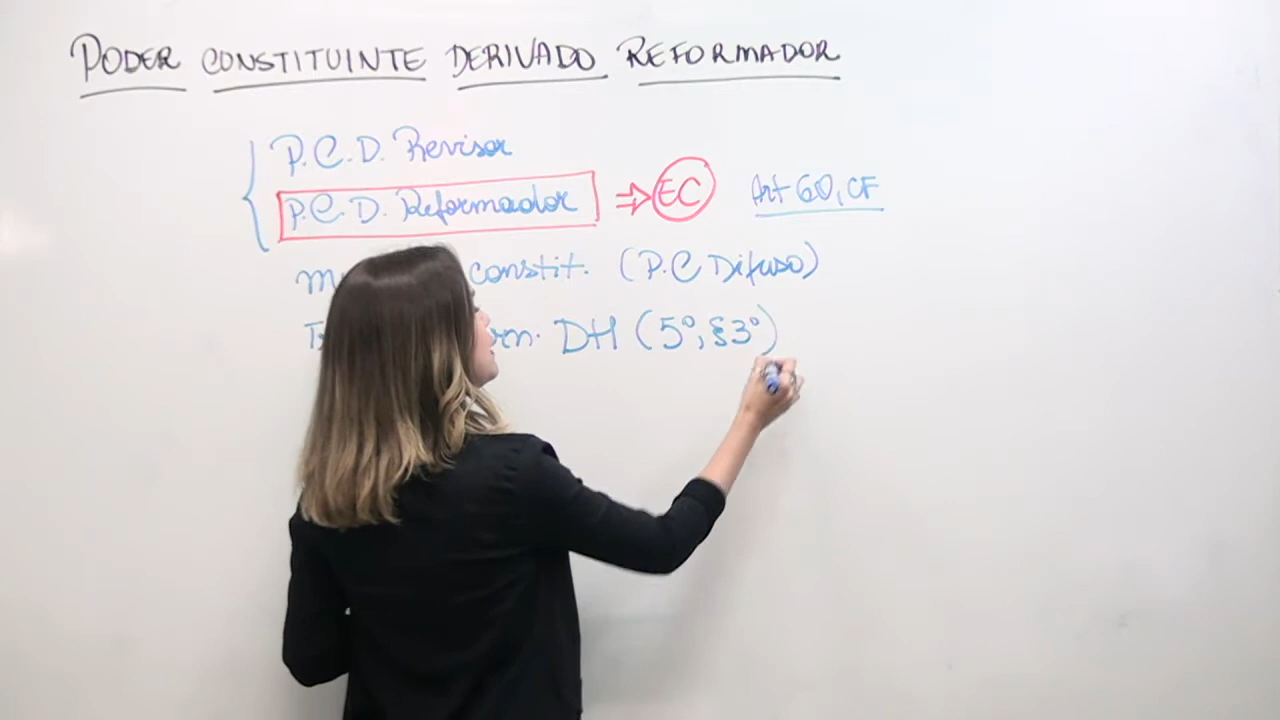 PODER CONSTITUINTE DERIVADO REFORMADOR
P.C.D. Revisor
P.C.D. Reformador ⇒ EC Art 60, CF
constit. (P.C Difuso)
DH (5º, §3º)